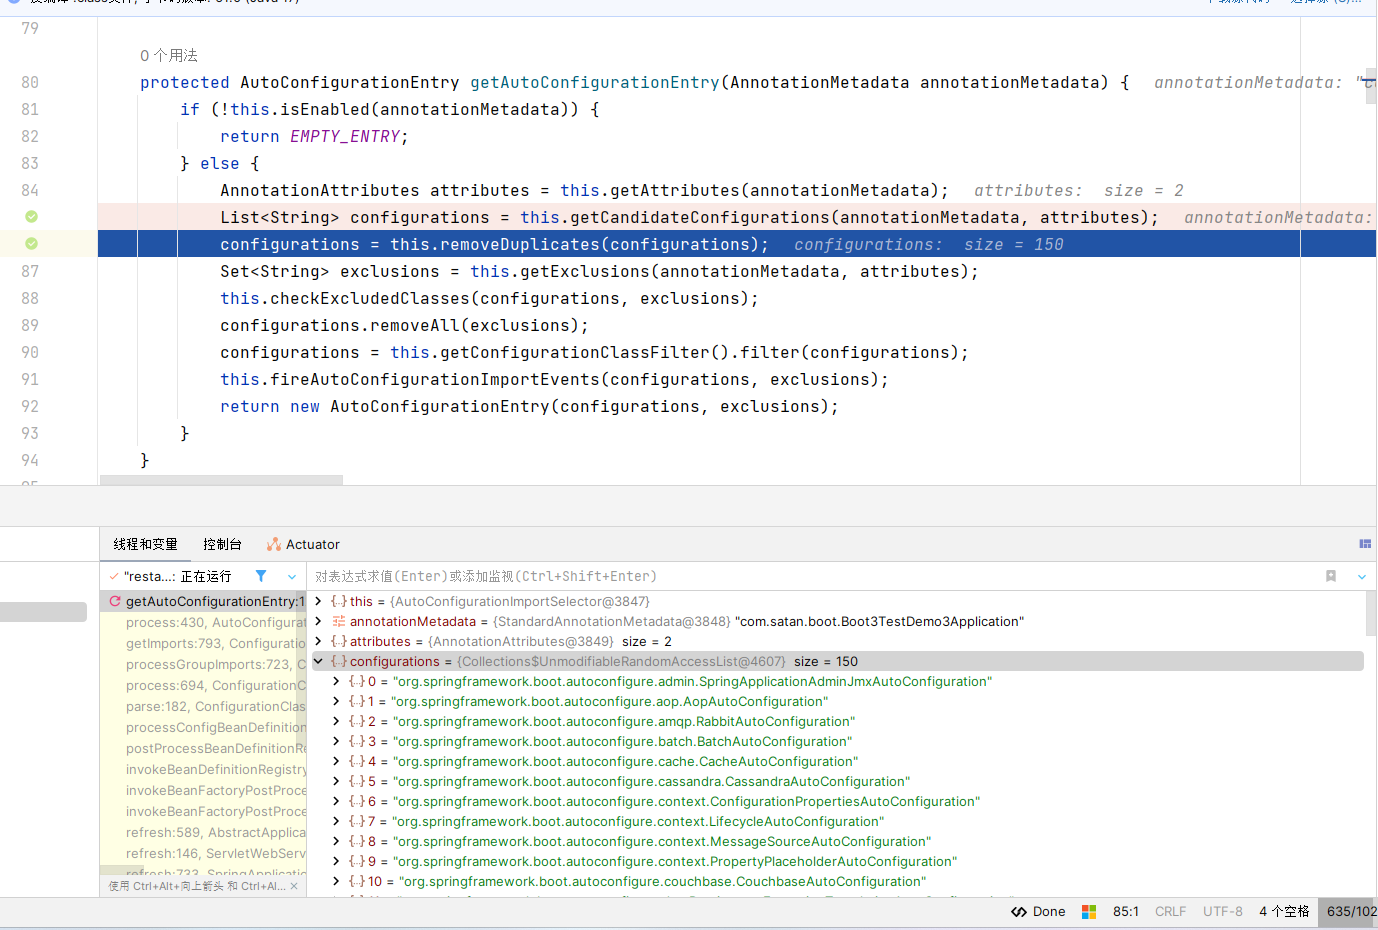 79
0 个用法
80 protected AutoConfigurationEntry getAutoConfigurationEntry(AnnotationMetadata annotationMetadata) { annotationMetadata: "c
81 if (!this.isEnabled(annotationMetadata)) {
82 return EMPTY_ENTRY;
83 } else {
84 AnnotationAttributes attributes = this.getAttributes(annotationMetadata); attributes: size = 2
List<String> configurations = this.getCandidateConfigurations(annotationMetadata, attributes); annotationMetadata:
configurations = this.removeDuplicates(configurations); configurations: size = 150
87 Set<String> exclusions = this.getExclusions(annotationMetadata, attributes);
88 this.checkExcludedClasses(configurations, exclusions);
89 configurations.removeAll(exclusions);
90 configurations = this.getConfigurationClassFilter().filter(configurations);
91 this.fireAutoConfigurationImportEvents(configurations, exclusions);
92 return new AutoConfigurationEntry(configurations, exclusions);
93 }
94 }
线程和变量 控制台 Actuator
"resta...: 正在运行
对表达式求值(Enter)或添加监视(Ctrl+Shift+Enter)
getAutoConfigurationEntry:1
process:430, AutoConfigurat
getImports:793, Configuration
processGroupImports:723, C
process:694, ConfigurationC
parse:182, ConfigurationClas
processConfigBeanDefinition
postProcessBeanDefinitionRe
invokeBeanDefinitionRegistry
invokeBeanFactoryPostProce
invokeBeanFactoryPostProce
refresh:589, AbstractApplica
refresh:146, ServletWebServ
refresh:733, SpringApplication
使用 Ctrl+Alt+向上箭头 和 Ctrl+Al... ×
{..} this = {AutoConfigurationImportSelector@3847}
annotationMetadata = {StandardAnnotationMetadata@3848} "com.satan.boot.Boot3TestDemo3Application"
{..} attributes = {AnnotationAttributes@3849} size = 2
{..} configurations = {Collections$UnmodifiableRandomAccessList@4607} size = 150
{..} 0 = "org.springframework.boot.autoconfigure.admin.SpringApplicationAdminJmxAutoConfiguration"
{..} 1 = "org.springframework.boot.autoconfigure.aop.AopAutoConfiguration"
{..} 2 = "org.springframework.boot.autoconfigure.amqp.RabbitAutoConfiguration"
{..} 3 = "org.springframework.boot.autoconfigure.batch.BatchAutoConfiguration"
{..} 4 = "org.springframework.boot.autoconfigure.cache.CacheAutoConfiguration"
{..} 5 = "org.springframework.boot.autoconfigure.cassandra.CassandraAutoConfiguration"
{..} 6 = "org.springframework.boot.autoconfigure.context.ConfigurationPropertiesAutoConfiguration"
{..} 7 = "org.springframework.boot.autoconfigure.context.LifecycleAutoConfiguration"
{..} 8 = "org.springframework.boot.autoconfigure.context.MessageSourceAutoConfiguration"
{..} 9 = "org.springframework.boot.autoconfigure.context.PropertyPlaceholderAutoConfiguration"
{..} 10 = "org.springframework.boot.autoconfigure.couchbase.CouchbaseAutoConfiguration"
</> Done 85:1 CRLF UTF-8 4 个空格 635/102